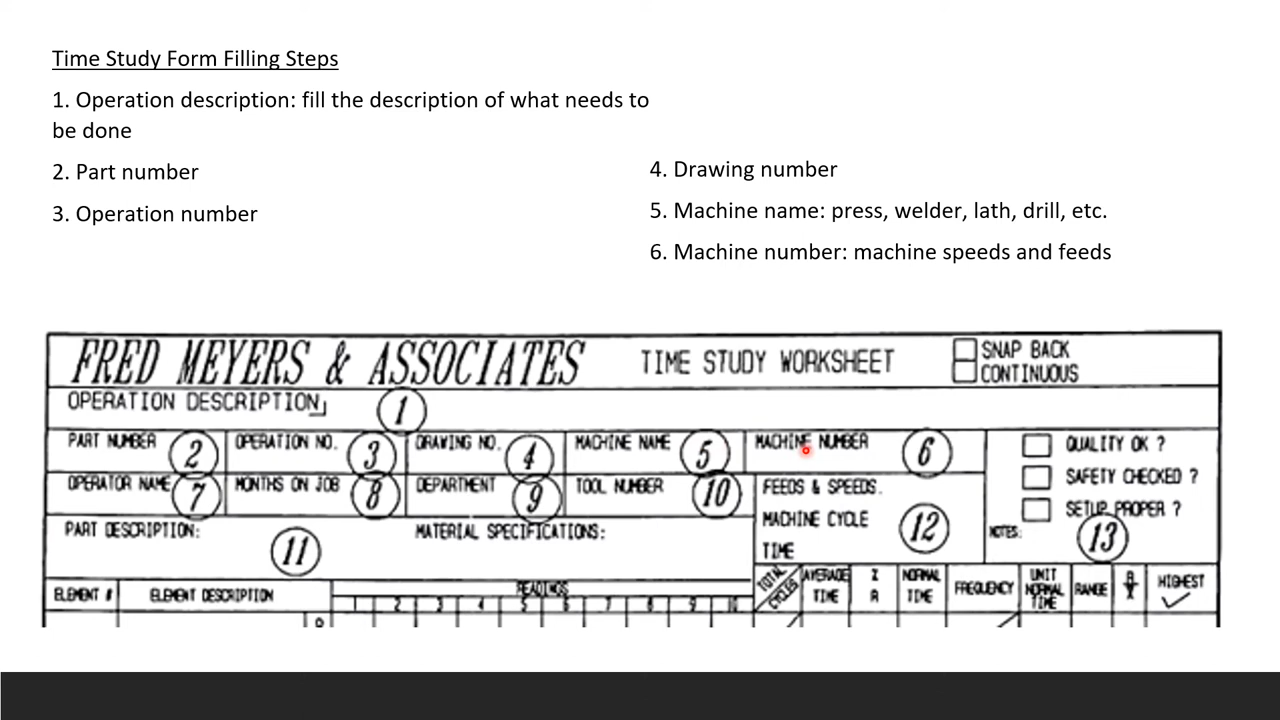 Time Study Form Filling Steps
1. Operation description: fill the description of what needs to
be done
2. Part number
3. Operation number
4. Drawing number
5. Machine name: press, welder, lath, drill, etc.
6. Machine number: machine speeds and feeds
FRED MEYERS & ASSOCIATES TIME STUDY WORKSHEET
SNAP BACK
CONTINUOUS
OPERATION DESCRIPTION 1
PART NUMBER 2 OPERATION NO. 3 DRAWING NO. 4 MACHINE NAME 5 MACHINE NUMBER 6
QUALITY OK ?
SAFETY CHECKED ?
SETUP PROPER ?
NOTES: 13
OPERATOR NAME 7 MONTHS ON JOB 8 DEPARTMENT 9 TOOL NUMBER 10
FEEDS & SPEEDS.
MACHINE CYCLE 12
TIME
PART DESCRIPTION: 11 MATERIAL SPECIFICATIONS:
ELEMENT # ELEMENT DESCRIPTION READINGS
1 2 3 4 5 6 7 8 9 10
TOTAL CYCLES AVERAGE TIME % R NORMAL TIME FREQUENCY UNIT NORMAL TIME RANGE R X HIGHEST